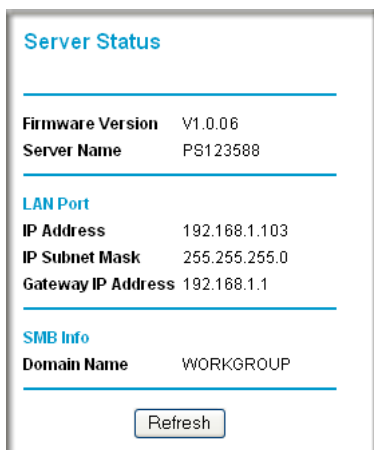 Server Status
Firmware Version V1.0.06
Server Name PS123588
LAN Port
IP Address 192.168.1.103
IP Subnet Mask 255.255.255.0
Gateway IP Address 192.168.1.1
SMB Info
Domain Name WORKGROUP
Refresh